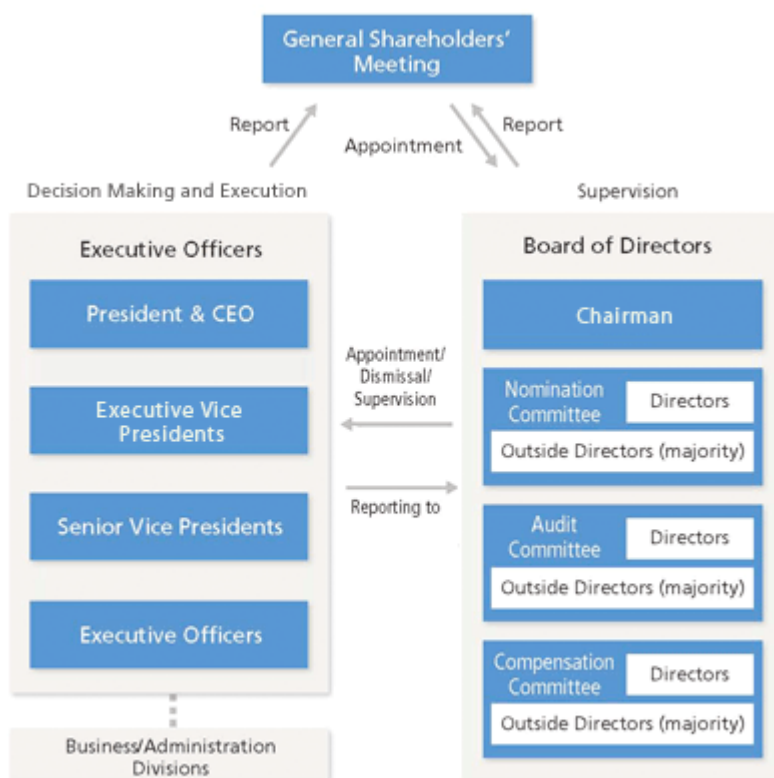 General Shareholders'
Meeting
Report
Appointment
Report
Decision Making and Execution
Supervision
Executive Officers
President & CEO
Executive Vice
Presidents
Senior Vice Presidents
Executive Officers
Business/Administration
Divisions
Appointment/
Dismissal/
Supervision
Reporting to
Board of Directors
Chairman
Nomination
Committee
Directors
Outside Directors (majority)
Audit
Committee
Directors
Outside Directors (majority)
Compensation
Committee
Directors
Outside Directors (majority)